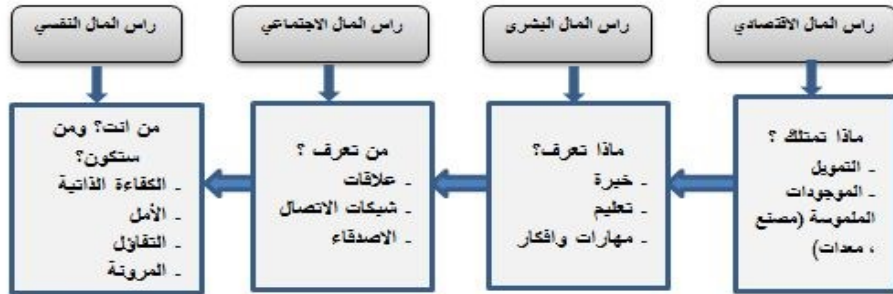 راس المال الاقتصادي
راس المال البشرى
راس المال الاجتماعي
راس المال النفسي
ماذا تمتلك ؟
- التمويل
- الموجودات
الملموسة (مصنع
، معدات)
ماذا تعرف؟
- خبرة
- تعليم
- مهارات وافكار
من تعرف ؟
- علاقات
- شبكات الاتصال
- الاصدقاء
من انت؟ ومن
ستكون؟
- الكفاءة الذاتية
- الأمل
- التفاؤل
- المرونة